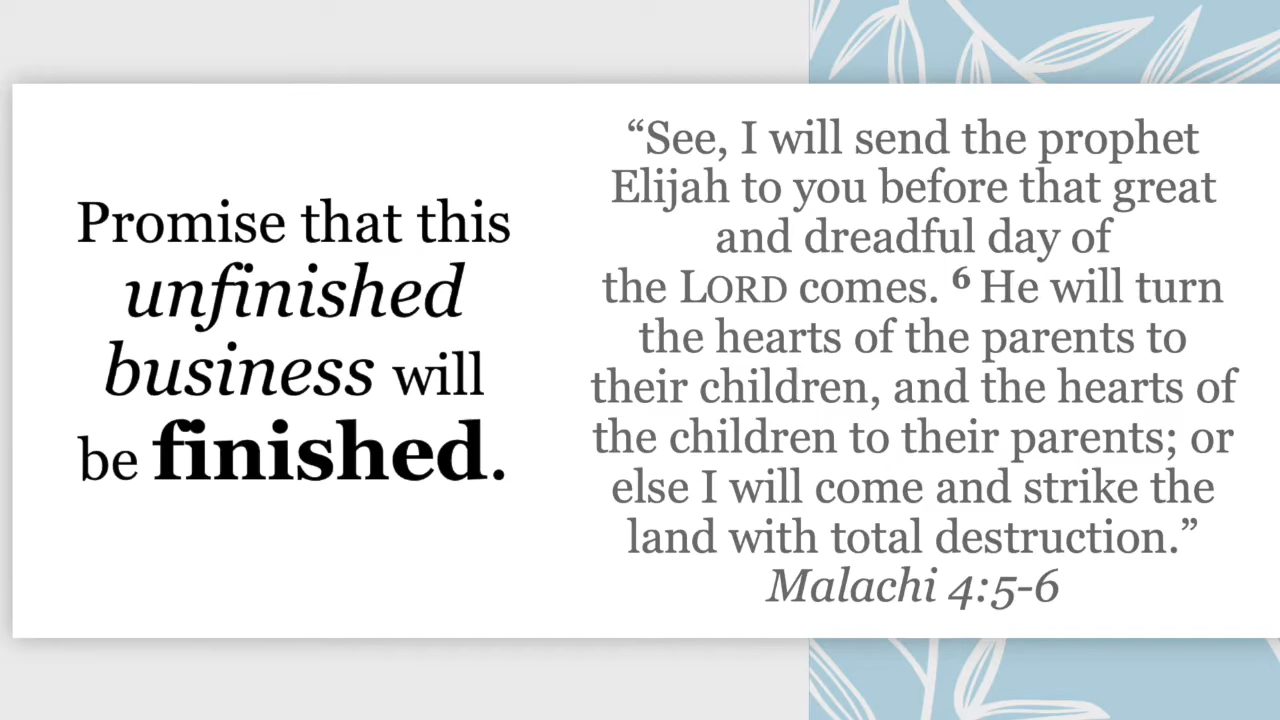 Promise that this
unfinished
business will
be finished.
“See, I will send the prophet
Elijah to you before that great
and dreadful day of
the LORD comes. 6 He will turn
the hearts of the parents to
their children, and the hearts of
the children to their parents; or
else I will come and strike the
land with total destruction.”
Malachi 4:5-6